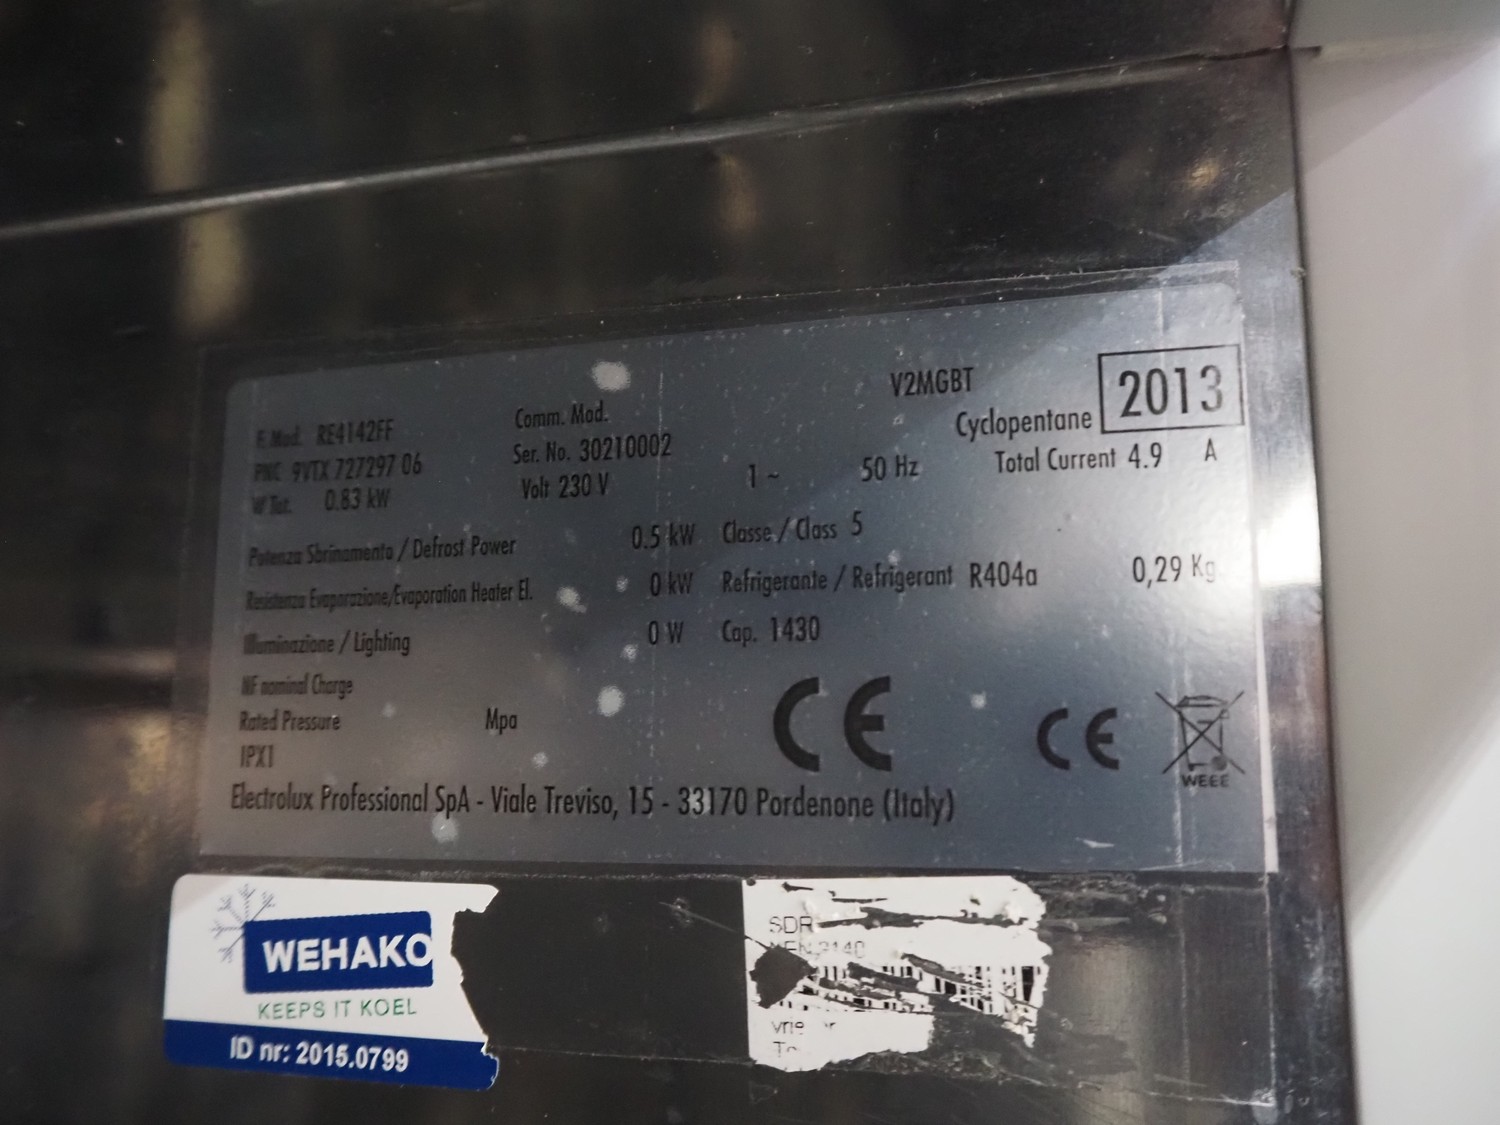 V2MGBT
2013
F. Mod. RE4142FF Comm. Mod. Cyclopentane
PNC 9VTX 727297 06 Ser. No. 30210002
W Tot. 0.83 kW Volt 230 V 1 ~ 50 Hz Total Current 4.9 A
Potenza Sbrinamento / Defrost Power 0.5 kW Classe / Class 5
Resistenza Evaporazione/Evaporation Heater El. 0 kW Refrigerante / Refrigerant R404a 0,29 Kg
Illuminazione / Lighting 0 W Cap. 1430
NF nominal Charge
Rated Pressure Mpa
IPX1
CE CE
WEEE
Electrolux Professional SpA - Viale Treviso, 15 - 33170 Pordenone (Italy)
WEHAKO
KEEPS IT KOEL
ID nr: 2015.0799
SDR
3140